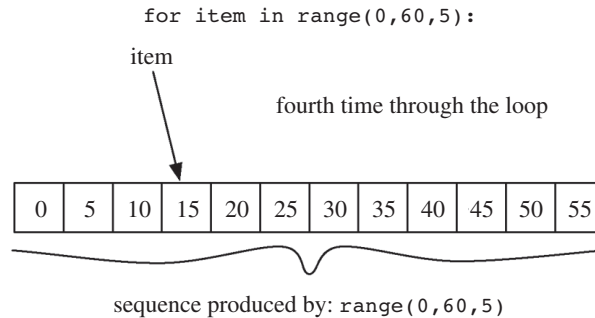 for item in range(0,60,5):
item
fourth time through the loop
0 5 10 15 20 25 30 35 40 45 50 55
sequence produced by: range(0,60,5)